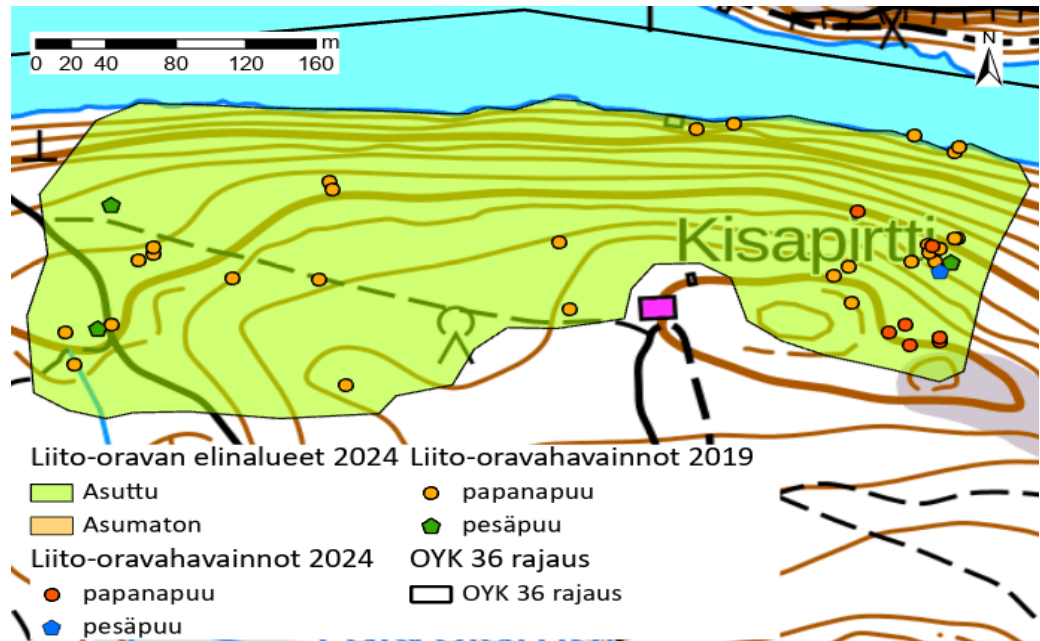 m
0 20 40 80 120 160
N
Kisapirtti
Liito-oravan elinalueet 2024
Asuttu
Asumaton
Liito-oravahavainnot 2024
papanapuu
pesäpuu
Liito-oravahavainnot 2019
papanapuu
pesäpuu
OYK 36 rajaus
OYK 36 rajaus